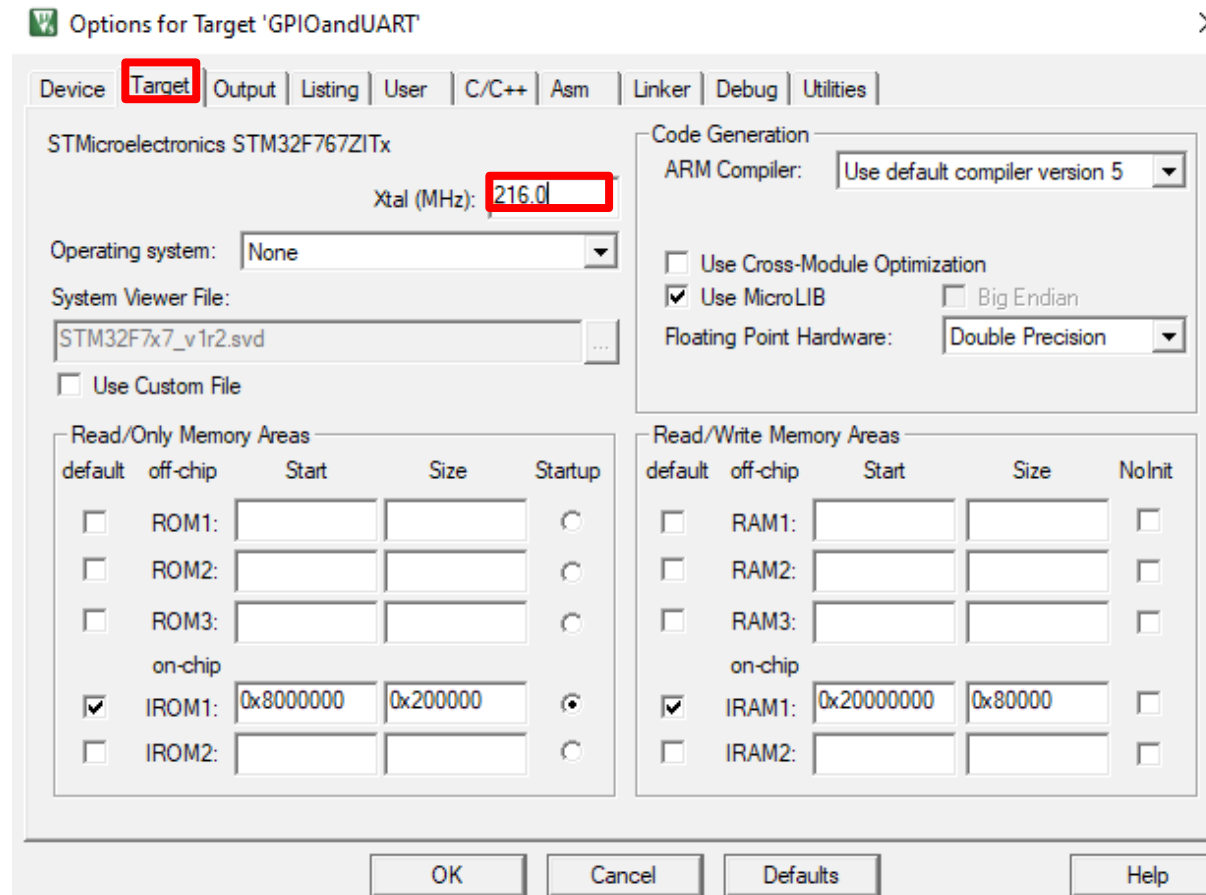 Options for Target 'GPIOandUART'
Device Target Output Listing User C/C++ Asm Linker Debug Utilities
STMicroelectronics STM32F767ZITx
Xtal (MHz): 216.0
Operating system: None
System Viewer File:
STM32F7x7_v1r2.svd ...
Use Custom File
Code Generation
ARM Compiler: Use default compiler version 5
Use Cross-Module Optimization
Use MicroLIB Big Endian
Floating Point Hardware: Double Precision
Read/Only Memory Areas
default off-chip Start Size Startup
ROM1:
ROM2:
ROM3:
on-chip
IROM1: 0x8000000 0x200000
IROM2:
Read/Write Memory Areas
default off-chip Start Size NoInit
RAM1:
RAM2:
RAM3:
on-chip
IRAM1: 0x20000000 0x80000
IRAM2:
OK Cancel Defaults Help